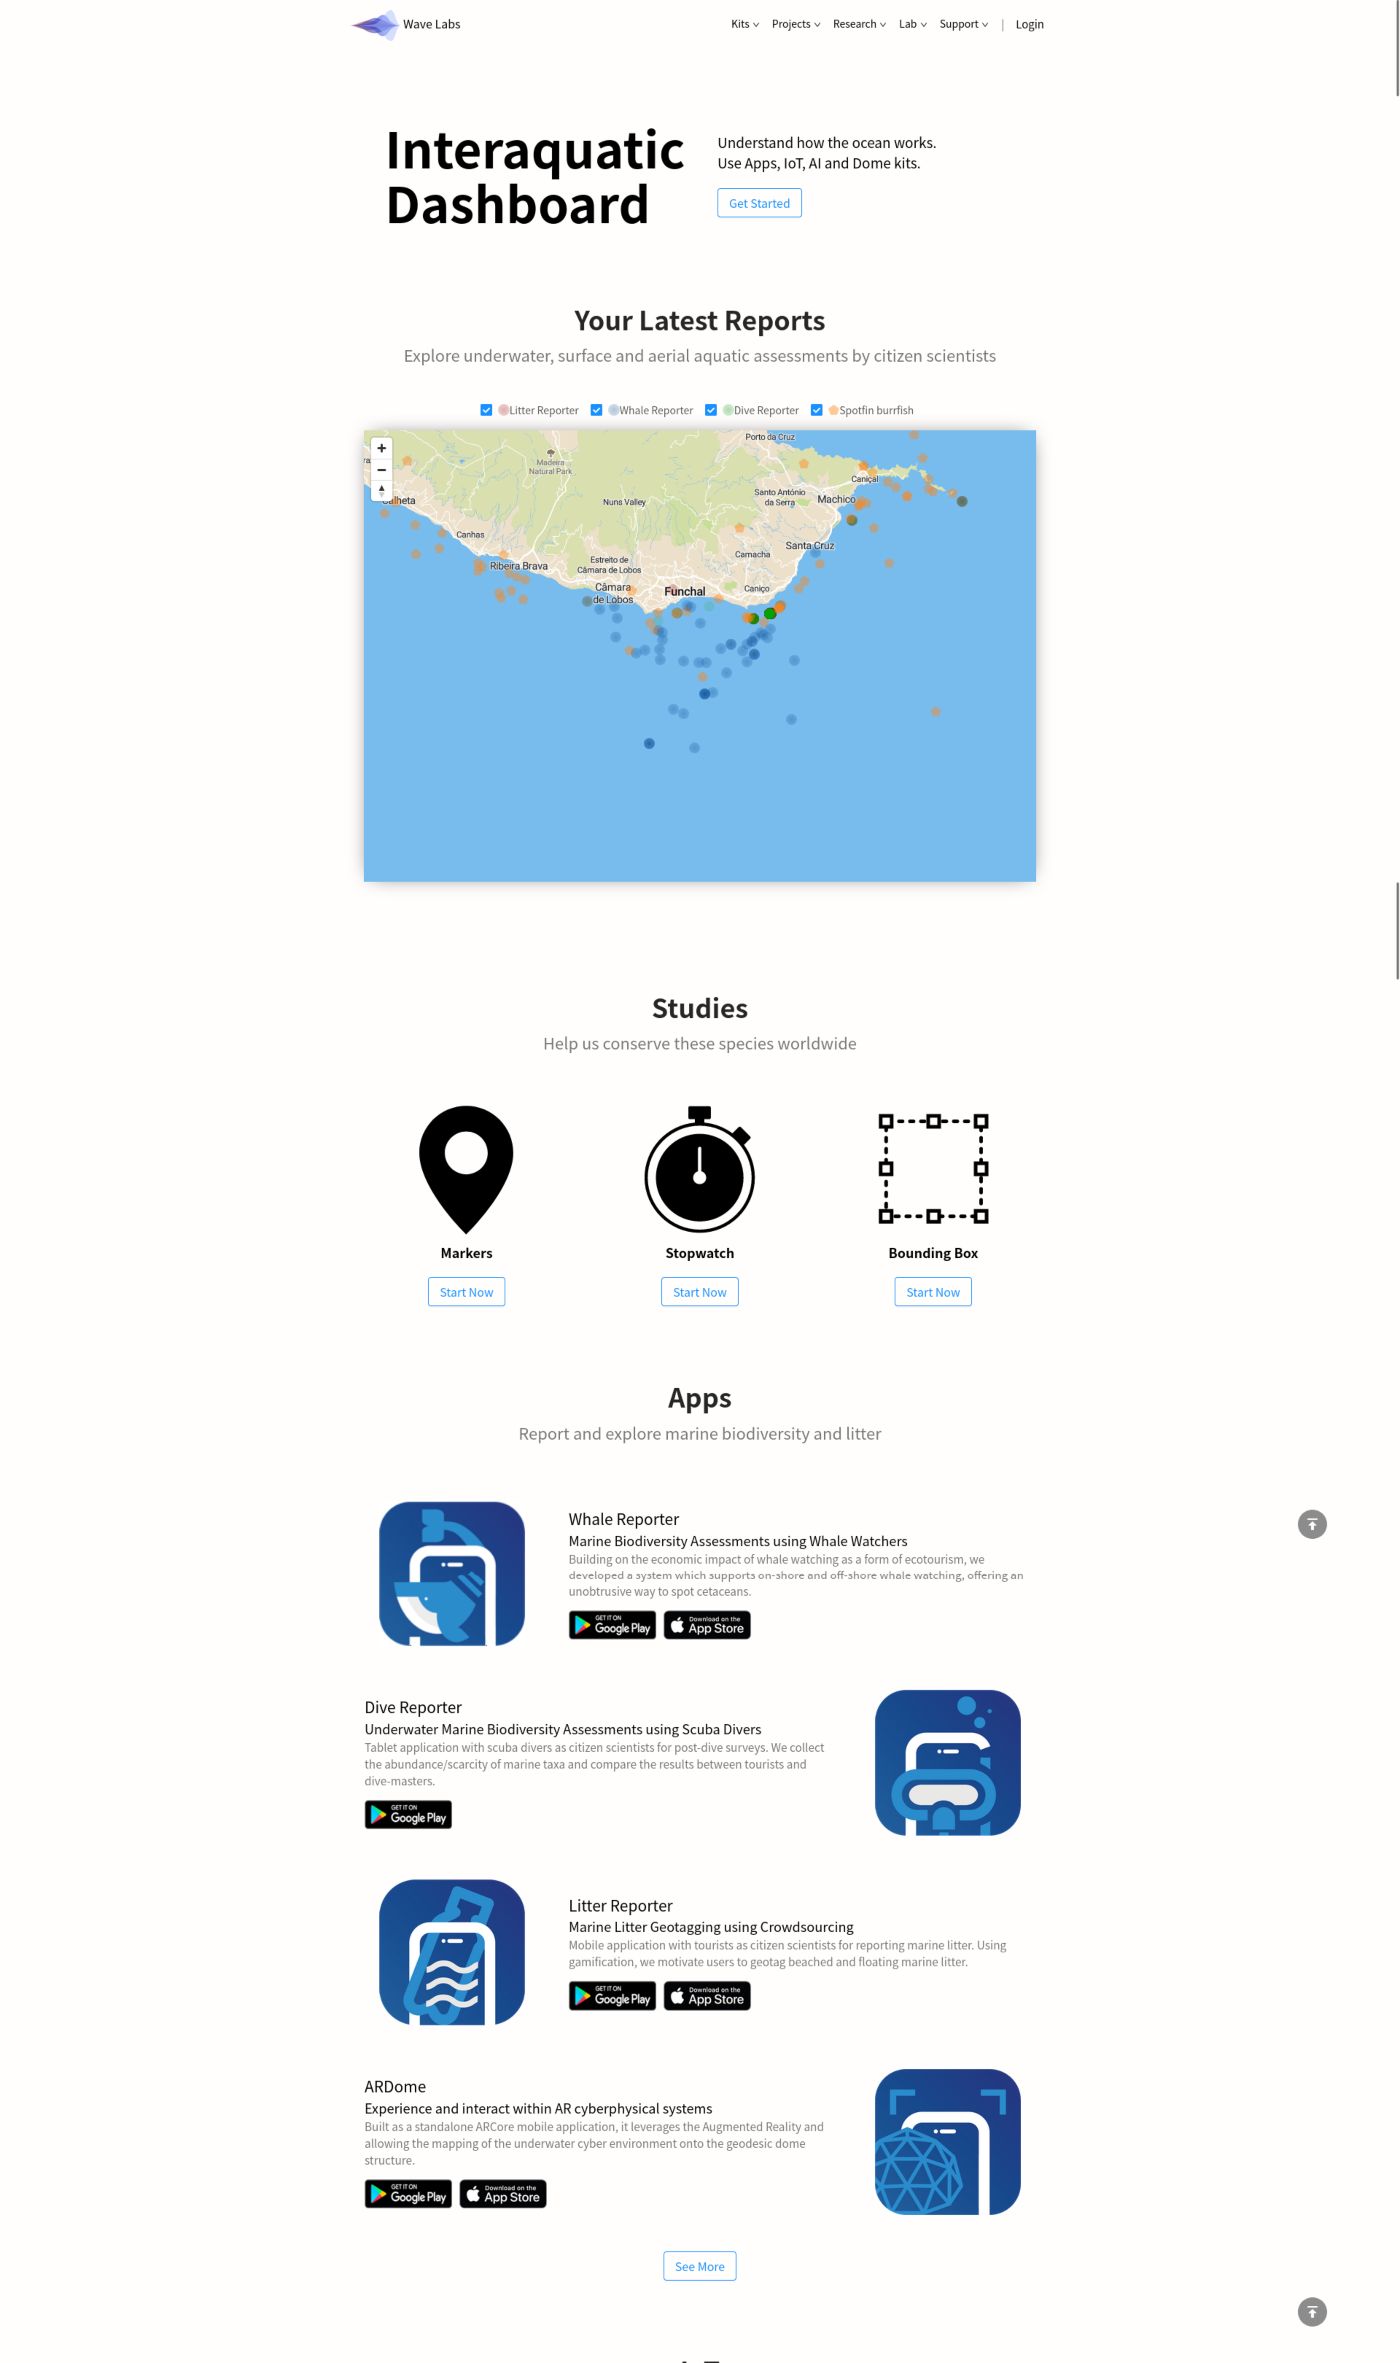 Wave Labs
Kits Projects Research Lab Support | Login
Interaquatic
Dashboard
Understand how the ocean works.
Use Apps, IoT, AI and Dome kits.
Get Started
Your Latest Reports
Explore underwater, surface and aerial aquatic assessments by citizen scientists
Litter Reporter Whale Reporter Dive Reporter Spotfin burrfish
Porto da Cruz
Madeira
Natural Park
Caniçal
Santo António
da Serra
Machico
Nuns Valley
Canhas
Santa Cruz
Camacha
Estreito de
Câmara de Lobos
Ribeira Brava
Câmara
de Lobos
Funchal
Caniço
Studies
Help us conserve these species worldwide
Markers
Stopwatch
Bounding Box
Start Now
Start Now
Start Now
Apps
Report and explore marine biodiversity and litter
Whale Reporter
Marine Biodiversity Assessments using Whale Watchers
Building on the economic impact of whale watching as a form of ecotourism, we
developed a system which supports on-shore and off-shore whale watching, offering an
unobtrusive way to spot cetaceans.
GET IT ON
Google Play
Download on the
App Store
Dive Reporter
Underwater Marine Biodiversity Assessments using Scuba Divers
Tablet application with scuba divers as citizen scientists for post-dive surveys. We collect
the abundance/scarcity of marine taxa and compare the results between tourists and
dive-masters.
GET IT ON
Google Play
Litter Reporter
Marine Litter Geotagging using Crowdsourcing
Mobile application with tourists as citizen scientists for reporting marine litter. Using
gamification, we motivate users to geotag beached and floating marine litter.
GET IT ON
Google Play
Download on the
App Store
ARDome
Experience and interact within AR cyberphysical systems
Built as a standalone ARCore mobile application, it leverages the Augmented Reality and
allowing the mapping of the underwater cyber environment onto the geodesic dome
structure.
GET IT ON
Google Play
Download on the
App Store
See More